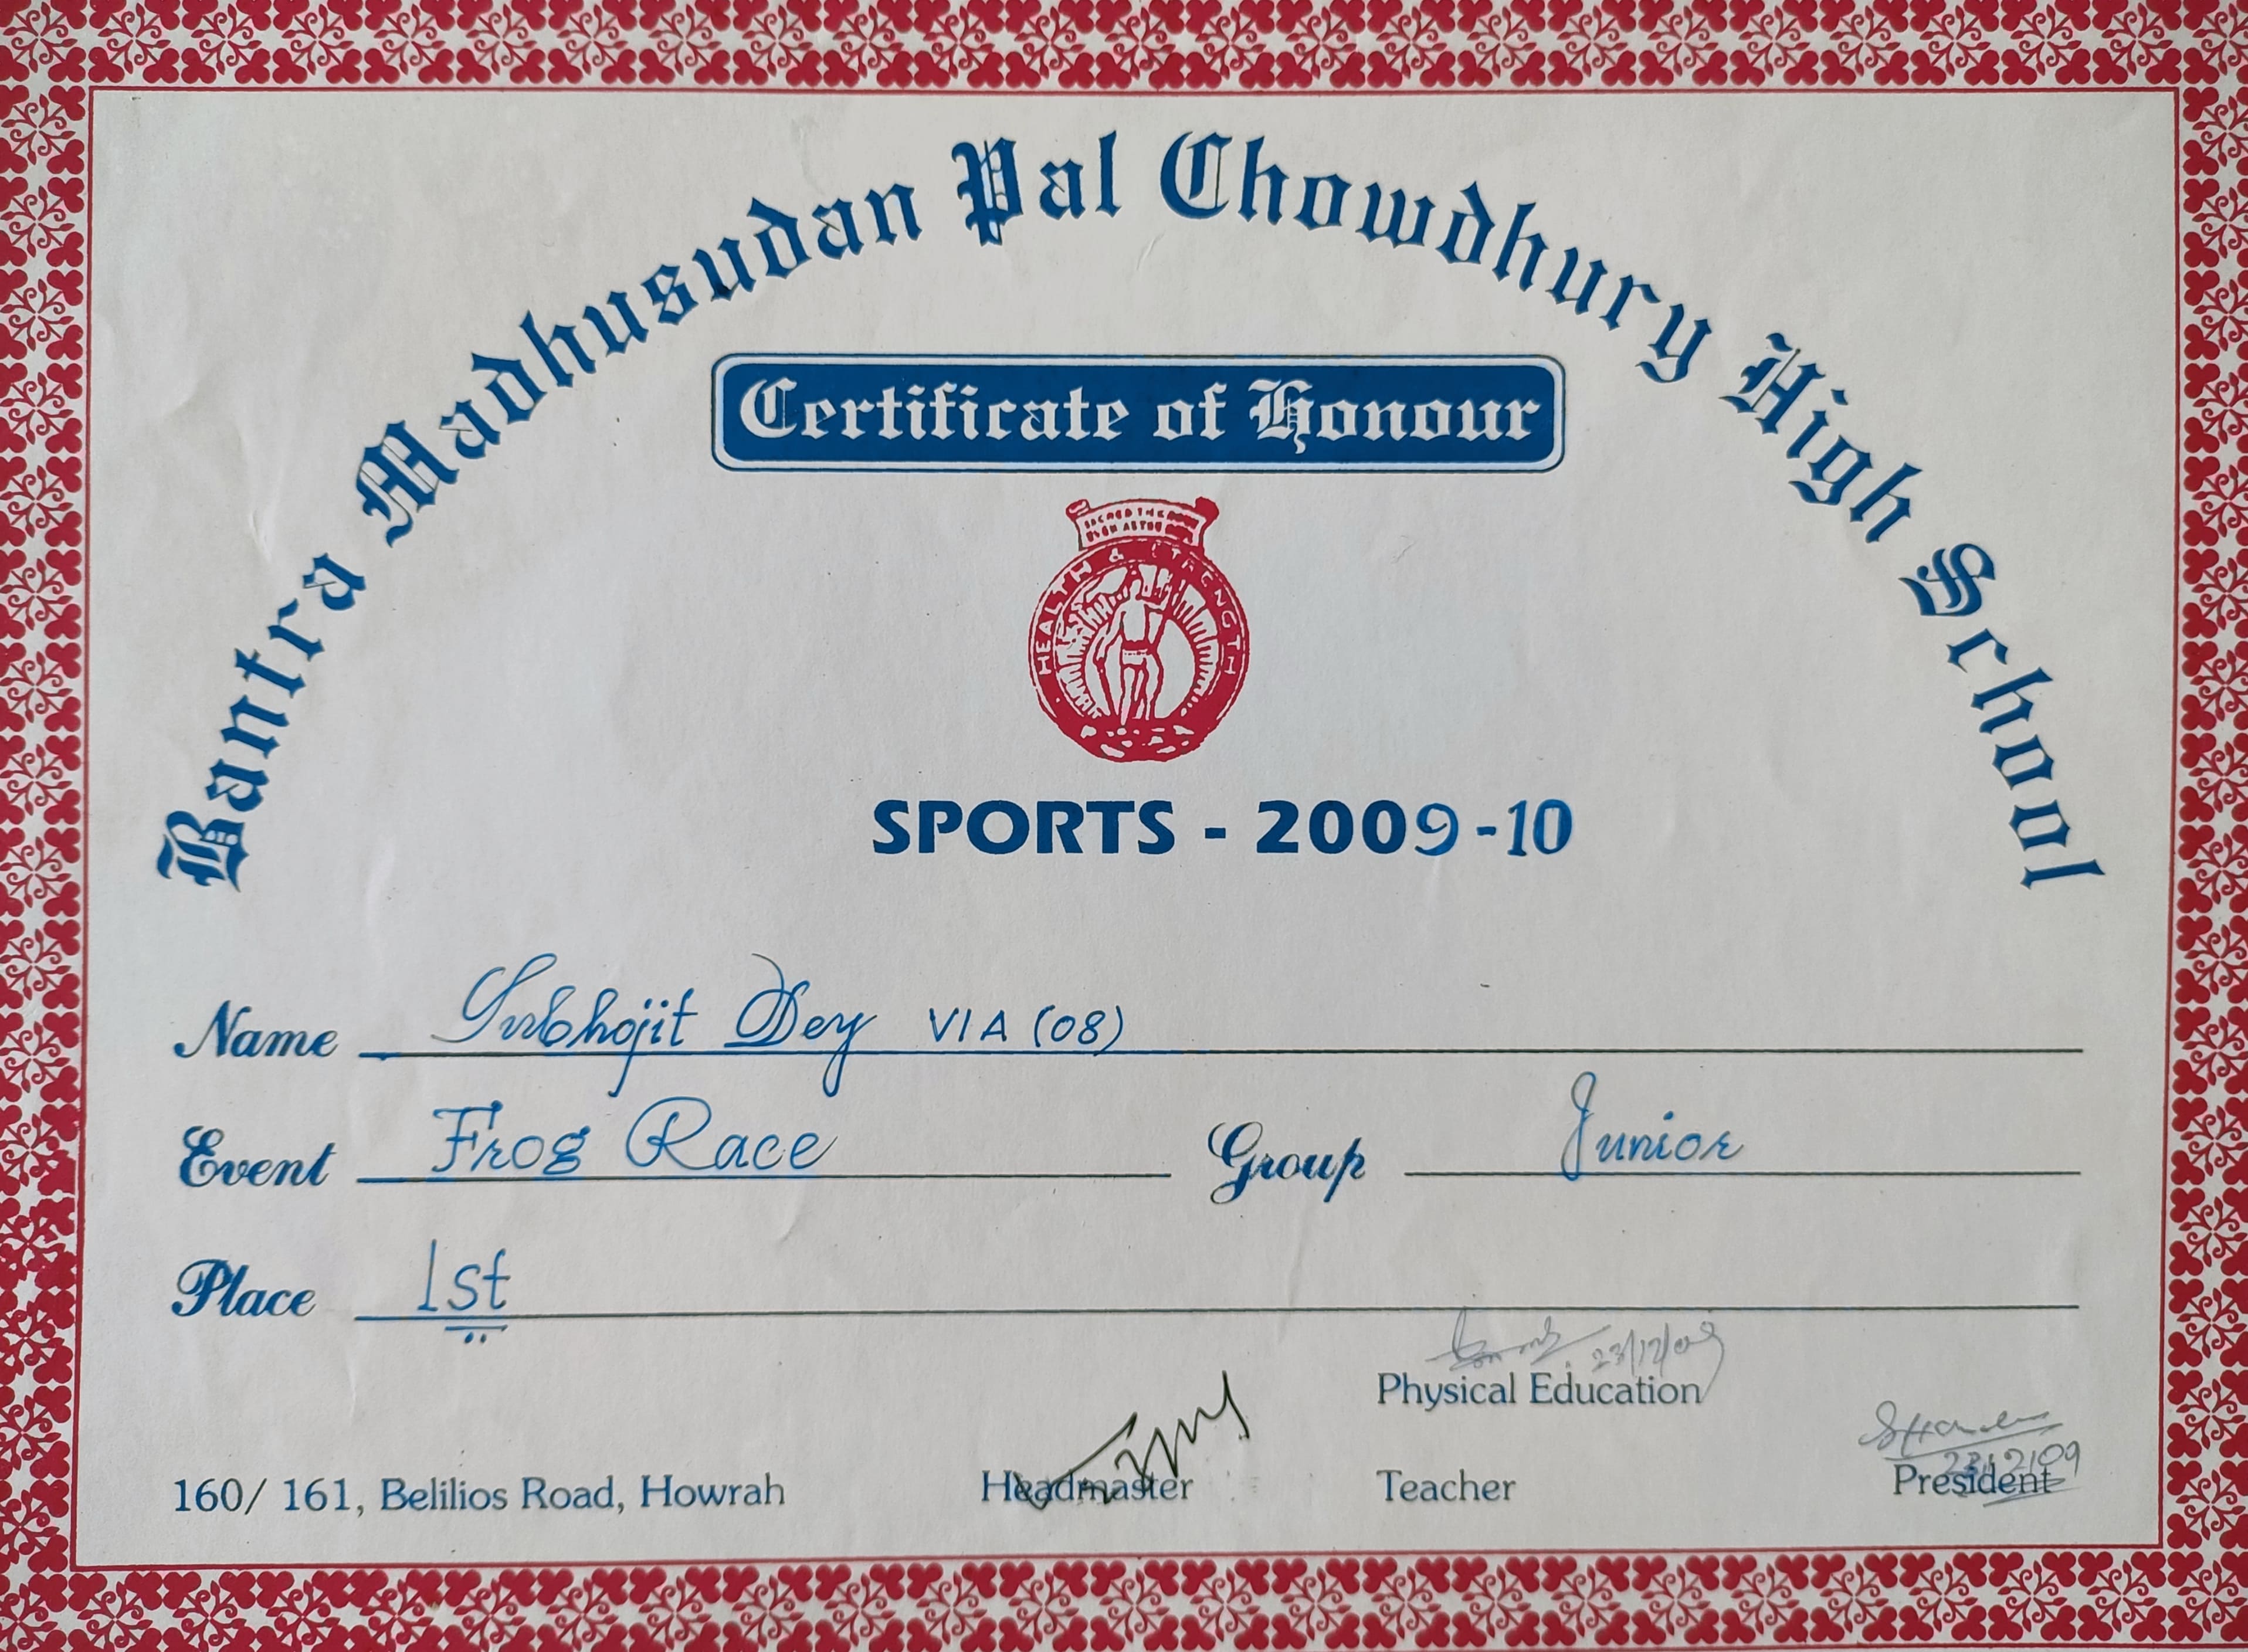 Bantra Madhusudan Pal Chowdhury High School
Certificate of Honour
HEALTH & STRENGTH
SPORTS - 2009-10
Name Subhojit Dey VI A (08)
Event Frog Race Group Junior
Place 1st
23/12/09
Physical Education
23/12/09
160/ 161, Belilios Road, Howrah Headmaster Teacher President